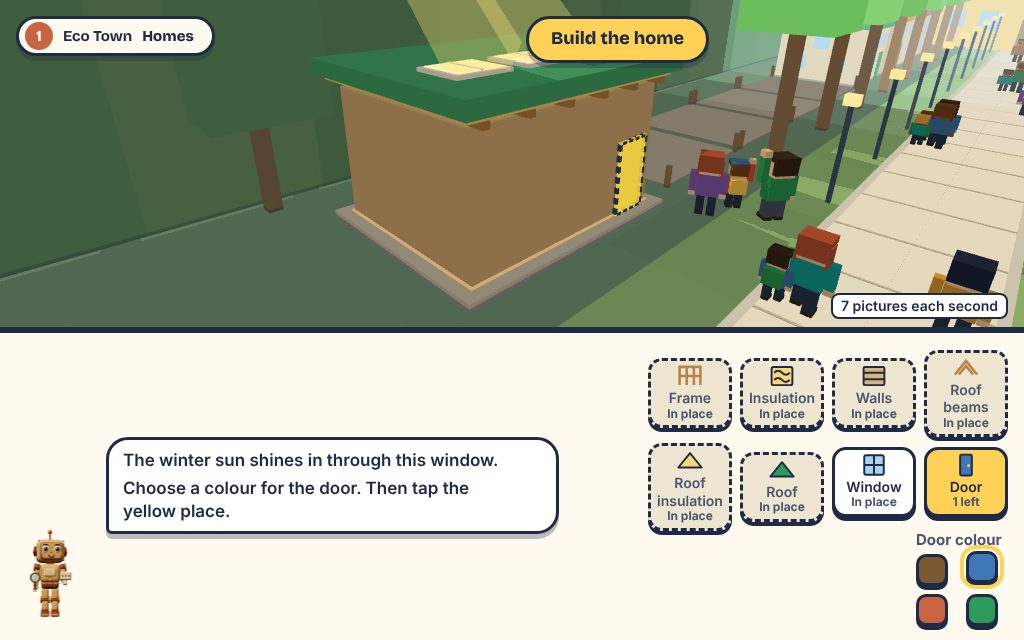 1 Eco Town Homes
Build the home
7 pictures each second
The winter sun shines in through this window.
Choose a colour for the door. Then tap the
yellow place.
Frame
In place
Insulation
In place
Walls
In place
Roof
beams
In place
Roof
insulation
In place
Roof
In place
Window
In place
Door
1 left
Door colour